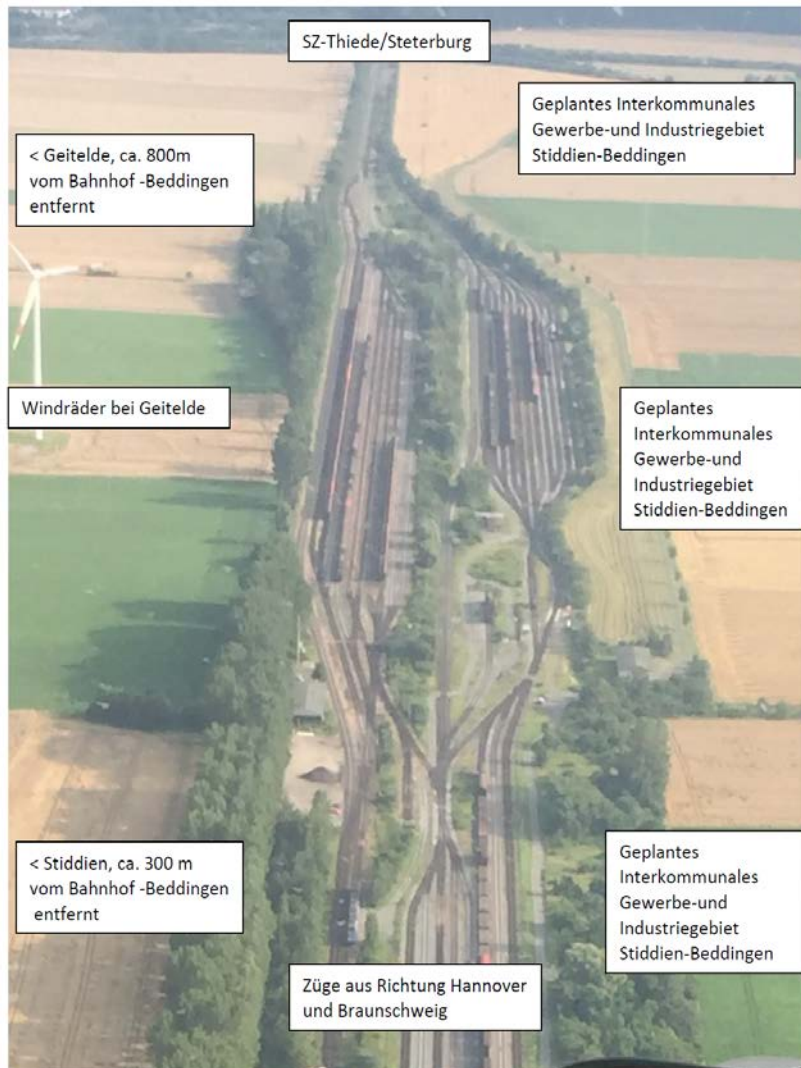 SZ-Thiede/Steterburg
Geplantes Interkommunales
Gewerbe-und Industriegebiet
Stiddien-Beddingen
< Geitelde, ca. 800m
vom Bahnhof -Beddingen
entfernt
Windräder bei Geitelde
Geplantes
Interkommunales
Gewerbe-und
Industriegebiet
Stiddien-Beddingen
< Stiddien, ca. 300 m
vom Bahnhof -Beddingen
entfernt
Geplantes
Interkommunales
Gewerbe-und
Industriegebiet
Stiddien-Beddingen
Züge aus Richtung Hannover
und Braunschweig